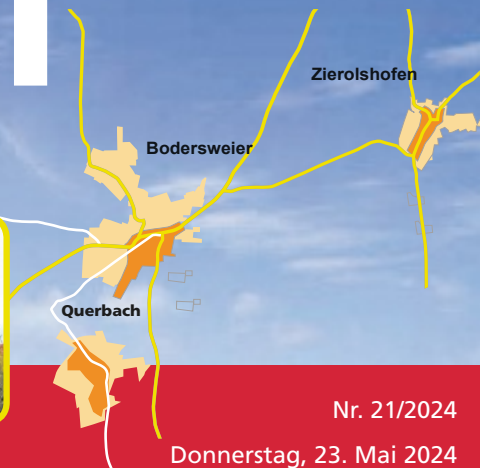 Zierolshofen
Bodersweier
Querbach
Nr. 21/2024
Donnerstag, 23. Mai 2024